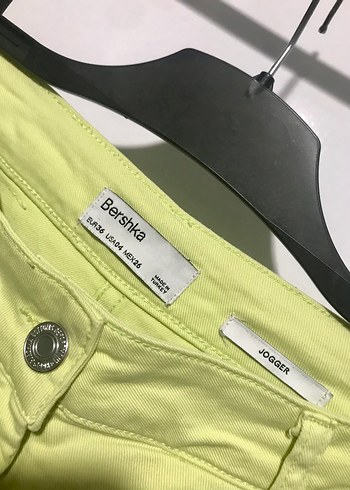 Bershka
EUR36 USA04 MEX26
MADE IN
TURKEY
JOGGER